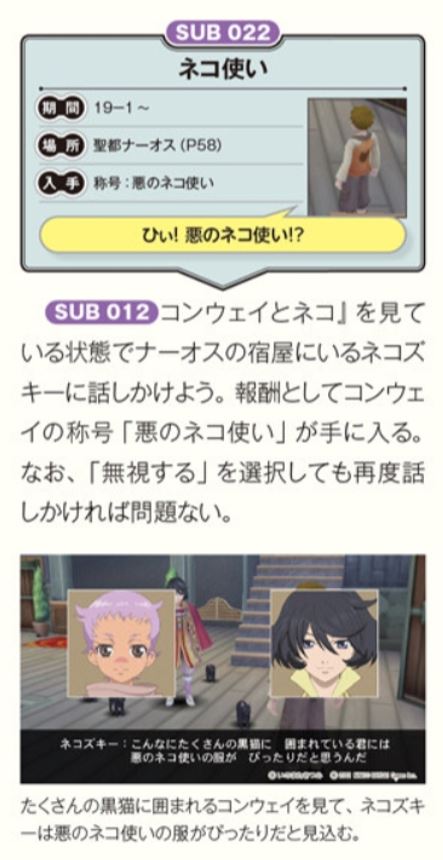 SUB 022
ネコ使い
期間 19-1～
場所 聖都ナーオス(P58)
入手 称号:悪のネコ使い
ひぃ! 悪のネコ使い!?
SUB 012 コンウェイとネコ』を見て
いる状態でナーオスの宿屋にいるネコズ
キーに話しかけよう。報酬としてコンウェ
イの称号「悪のネコ使い」が手に入る。
なお、「無視する」を選択しても再度話
しかければ問題ない。
ネコズキー:こんなにたくさんの黒猫に 囲まれている君には
悪のネコ使いの服が ぴったりだと思うんだ
たくさんの黒猫に囲まれるコンウェイを見て、ネコズキ
ーは悪のネコ使いの服がぴったりだと見込む。